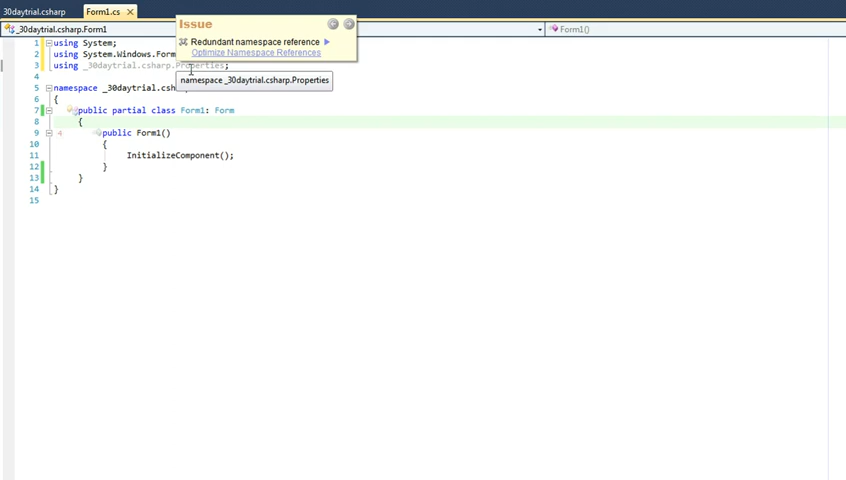 30daytrial.csharp
Form1.cs
_30daytrial.csharp.Form1
Form1()
Issue
Redundant namespace reference
Optimize Namespace References
namespace _30daytrial.csharp.Properties
1 using System;
2 using System.Windows.Form
3 using _30daytrial.csharp.Properties;
4
5 namespace _30daytrial.csh
6 {
7 public partial class Form1: Form
8 {
9 4 public Form1()
10 {
11 InitializeComponent();
12 }
13 }
14 }
15